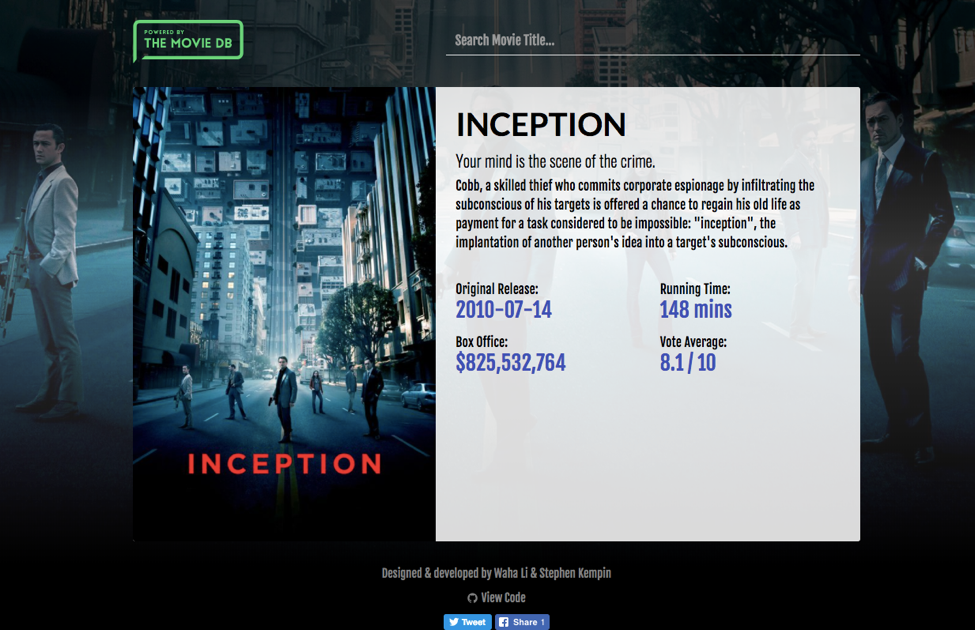 POWERED BY
THE MOVIE DB
Search Movie Title...
INCEPTION
INCEPTION
Your mind is the scene of the crime.
Cobb, a skilled thief who commits corporate espionage by infiltrating the
subconscious of his targets is offered a chance to regain his old life as
payment for a task considered to be impossible: "inception", the
implantation of another person's idea into a target's subconscious.
Original Release:
2010-07-14
Running Time:
148 mins
Box Office:
$825,532,764
Vote Average:
8.1 / 10
Designed & developed by Waha Li & Stephen Kempin
View Code
Tweet
Share 1